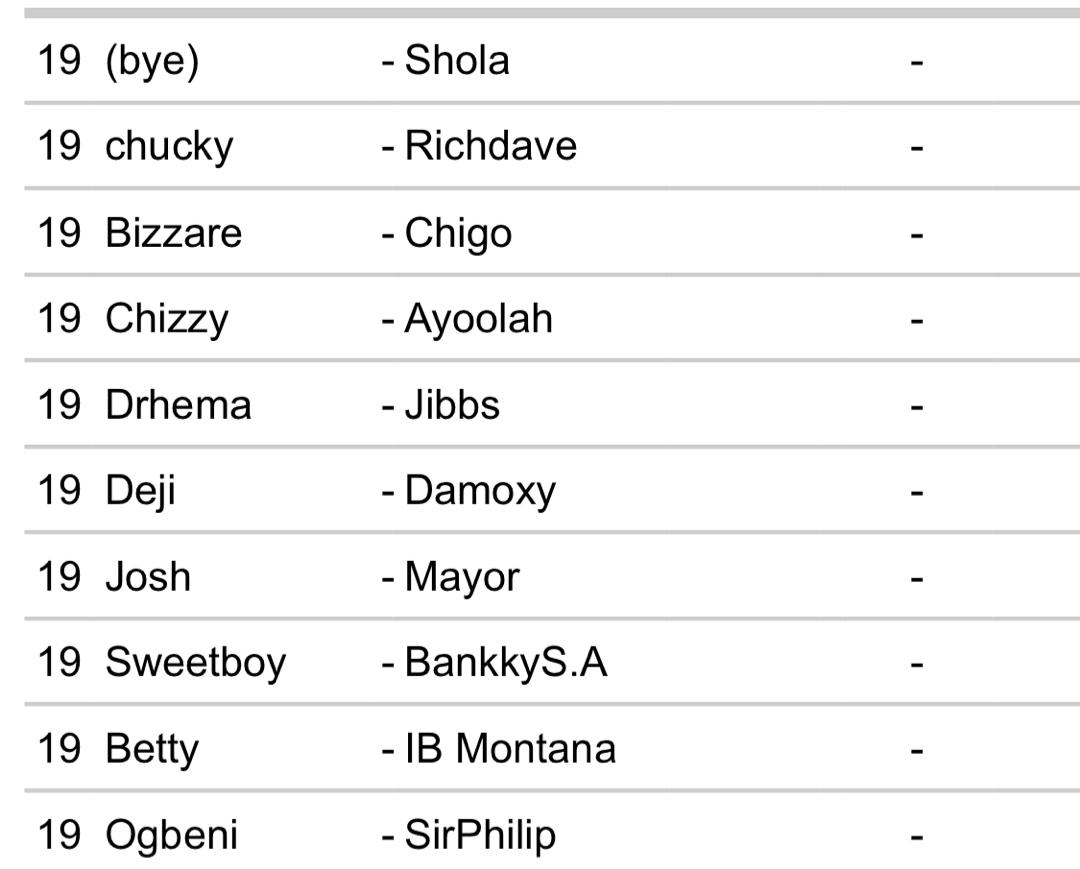 19 (bye) - Shola -
19 chucky - Richdave -
19 Bizzare - Chigo -
19 Chizzy - Ayoolah -
19 Drhema - Jibbs -
19 Deji - Damoxy -
19 Josh - Mayor -
19 Sweetboy - BankkyS.A -
19 Betty - IB Montana -
19 Ogbeni - SirPhilip -